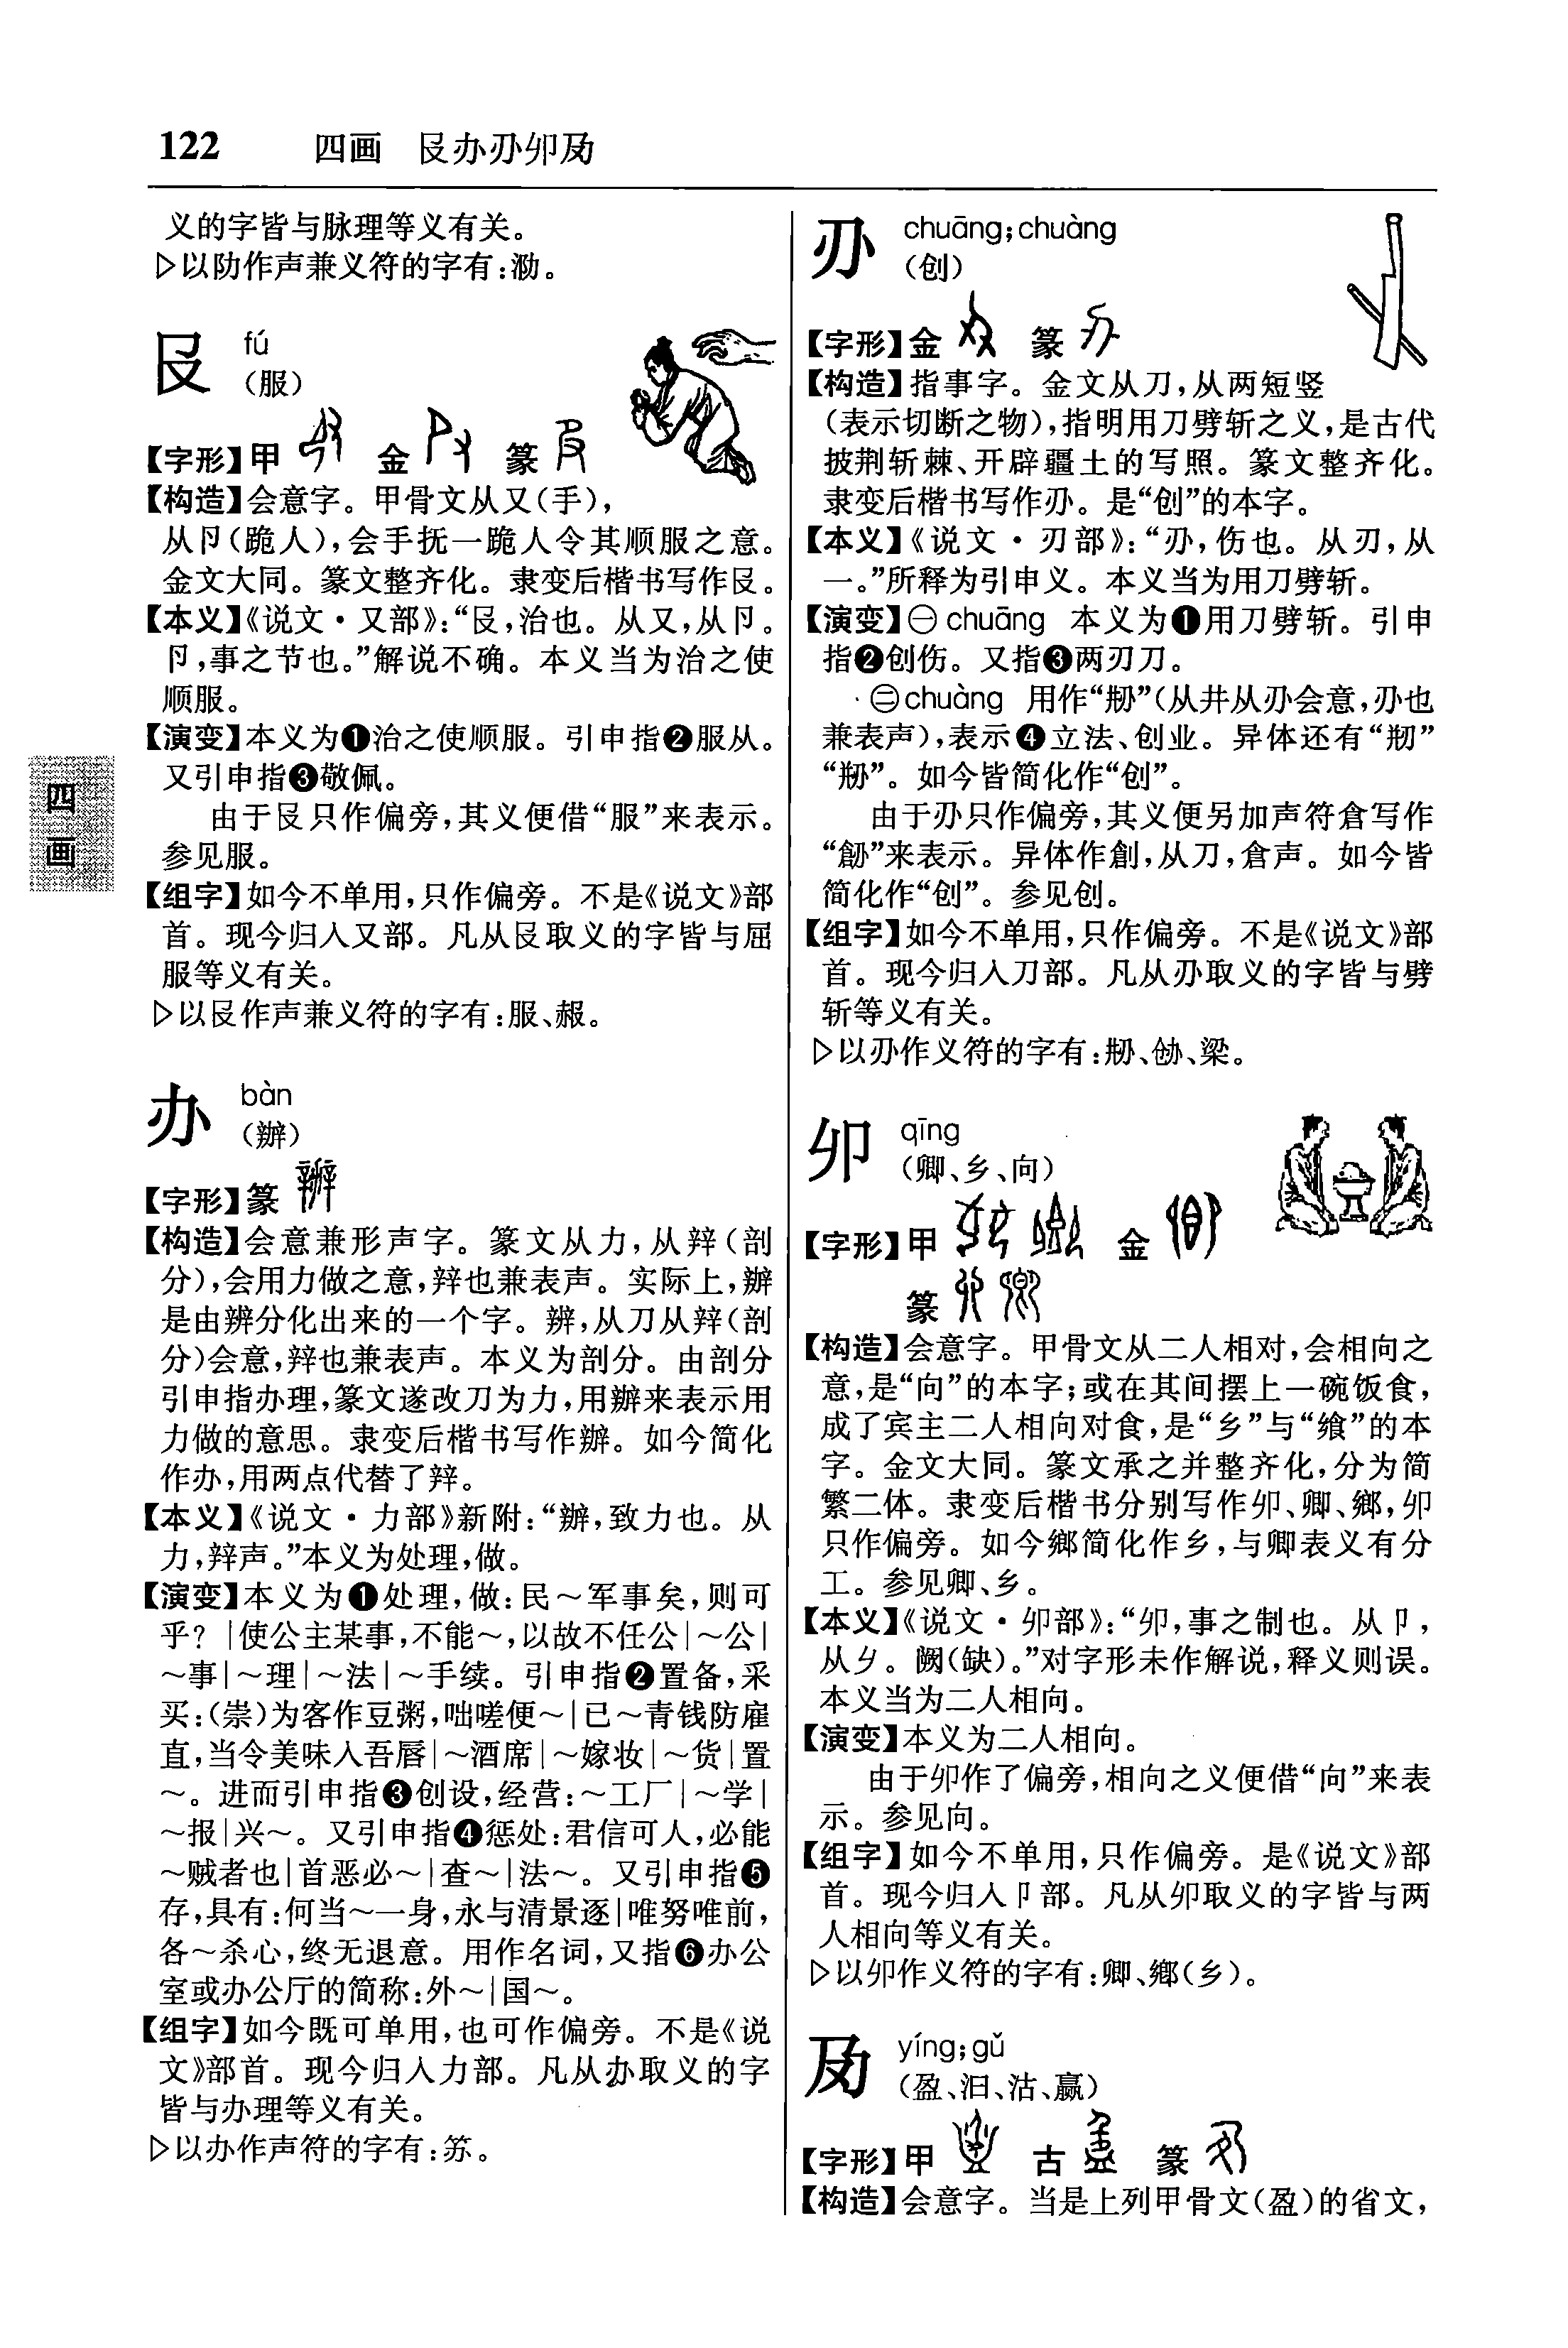 122 四画 𠬝办刅卯夃
义的字皆与脉理等义有关。
▷以防作声兼义符的字有:泐。
𠬝 fú
(服)
【字形】甲 金 篆
【构造】会意字。甲骨文从又(手),
从卩(跪人),会手抚一跪人令其顺服之意。
金文大同。篆文整齐化。隶变后楷书写作𠬝。
【本义】《说文·又部》:“𠬝,治也。从又,从卩。
卩,事之节也。”解说不确。本义当为治之使
顺服。
【演变】本义为❶治之使顺服。引申指❷服从。
又引申指❸敬佩。
由于𠬝只作偏旁,其义便借“服”来表示。
参见服。
【组字】如今不单用,只作偏旁。不是《说文》部
首。现今归入又部。凡从𠬝取义的字皆与屈
服等义有关。
▷以𠬝作声兼义符的字有:服、赧。
办 bàn
(辦)
【字形】篆
【构造】会意兼形声字。篆文从力,从辡(剖
分),会用力做之意,辡也兼表声。实际上,辦
是由辨分化出来的一个字。辨,从刀从辡(剖
分)会意,辡也兼表声。本义为剖分。由剖分
引申指办理,篆文遂改刀为力,用辦来表示用
力做的意思。隶变后楷书写作辦。如今简化
作办,用两点代替了辡。
【本义】《说文·力部》新附:“辦,致力也。从
力,辡声。”本义为处理,做。
【演变】本义为❶处理,做:民～军事矣,则可
乎?|使公主某事,不能～,以故不任公|～公|
～事|～理|～法|～手续。引申指❷置备,采
买:(崇)为客作豆粥,咄嗟便～|已～青钱防雇
直,当令美味入吾唇|～酒席|～嫁妆|～货|置
～。进而引申指❸创设,经营:～工厂|～学|
～报|兴～。又引申指❹惩处:君信可人,必能
～贼者也|首恶必～|查～|法～。又引申指❺
存,具有:何当～一身,永与清景逐|唯努唯前,
各～杀心,终无退意。用作名词,又指❻办公
室或办公厅的简称:外～|国～。
【组字】如今既可单用,也可作偏旁。不是《说
文》部首。现今归入力部。凡从办取义的字
皆与办理等义有关。
▷以办作声符的字有:苏。
刅 chuāng;chuàng
(创)
【字形】金 篆
【构造】指事字。金文从刀,从两短竖
(表示切断之物),指明用刀劈斩之义,是古代
披荆斩棘、开辟疆土的写照。篆文整齐化。
隶变后楷书写作刅。是“创”的本字。
【本义】《说文·刃部》:“刅,伤也。从刃,从
一。”所释为引申义。本义当为用刀劈斩。
【演变】㊀chuāng 本义为❶用刀劈斩。引申
指❷创伤。又指❸两刃刀。
㊁chuàng 用作“㓝”(从井从刅会意,刅也
兼表声),表示❹立法、创业。异体还有“剏”
“剙”。如今皆简化作“创”。
由于刅只作偏旁,其义便另加声符倉写作
“𠞴”来表示。异体作創,从刀,倉声。如今皆
简化作“创”。参见创。
【组字】如今不单用,只作偏旁。不是《说文》部
首。现今归入刀部。凡从刅取义的字皆与劈
斩等义有关。
▷以刅作义符的字有:剙、刱、梁。
卯 qīng
(卿、乡、向)
【字形】甲 金
篆
【构造】会意字。甲骨文从二人相对,会相向之
意,是“向”的本字;或在其间摆上一碗饭食,
成了宾主二人相向对食,是“乡”与“飨”的本
字。金文大同。篆文承之并整齐化,分为简
繁二体。隶变后楷书分别写作卯、卿、鄉,卯
只作偏旁。如今鄉简化作乡,与卿表义有分
工。参见卿、乡。
【本义】《说文·卯部》:“卯,事之制也。从卩,
从𠂎。阙(缺)。”对字形未作解说,释义则误。
本义当为二人相向。
【演变】本义为二人相向。
由于卯作了偏旁,相向之义便借“向”来表
示。参见向。
【组字】如今不单用,只作偏旁。是《说文》部
首。现今归入卩部。凡从卯取义的字皆与两
人相向等义有关。
▷以卯作义符的字有:卿、鄉(乡)。
夃 yíng;gǔ
(盈、汩、沽、赢)
【字形】甲 古 篆
【构造】会意字。当是上列甲骨文(盈)的省文,
四画